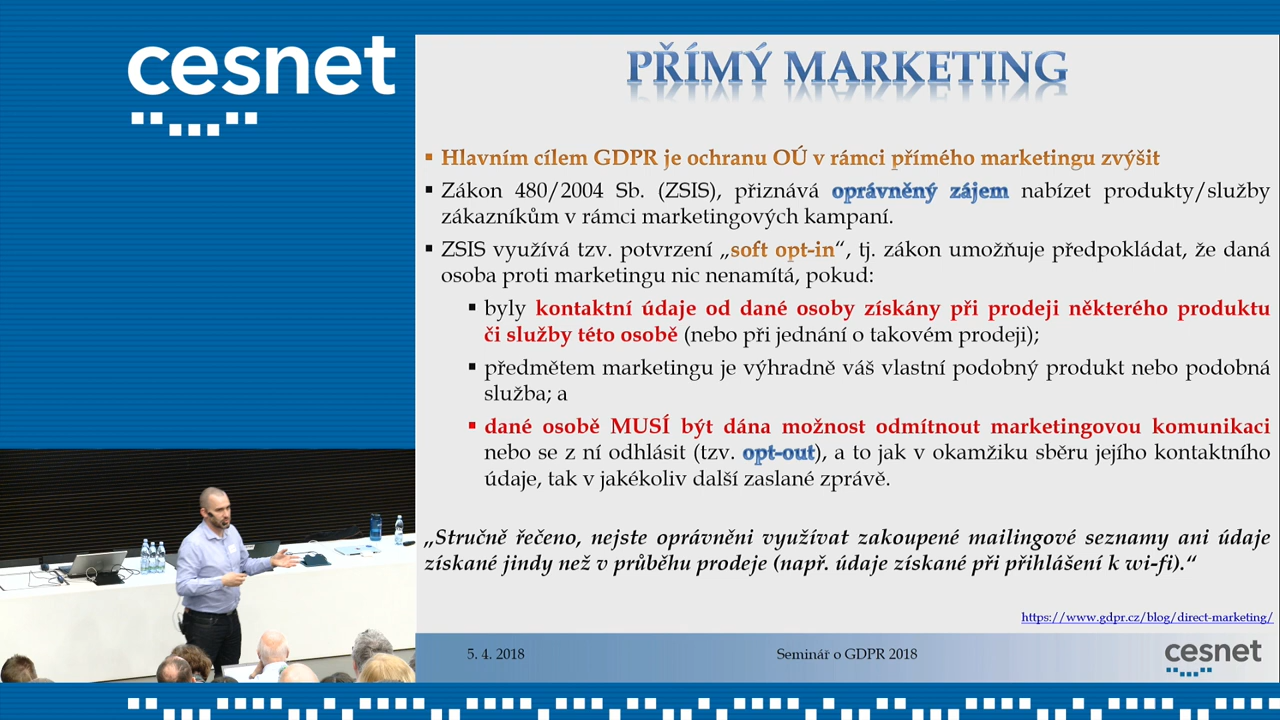 cesnet
PŘÍMÝ MARKETING
▪ Hlavním cílem GDPR je ochranu OÚ v rámci přímého marketingu zvýšit
▪ Zákon 480/2004 Sb. (ZSIS), přiznává oprávněný zájem nabízet produkty/služby
zákazníkům v rámci marketingových kampaní.
▪ ZSIS využívá tzv. potvrzení „soft opt-in“, tj. zákon umožňuje předpokládat, že daná
osoba proti marketingu nic nenamítá, pokud:
▪ byly kontaktní údaje od dané osoby získány při prodeji některého produktu
či služby této osobě (nebo při jednání o takovém prodeji);
▪ předmětem marketingu je výhradně váš vlastní podobný produkt nebo podobná
služba; a
▪ dané osobě MUSÍ být dána možnost odmítnout marketingovou komunikaci
nebo se z ní odhlásit (tzv. opt-out), a to jak v okamžiku sběru jejího kontaktního
údaje, tak v jakékoliv další zaslané zprávě.
„Stručně řečeno, nejste oprávněni využívat zakoupené mailingové seznamy ani údaje
získané jindy než v průběhu prodeje (např. údaje získané při přihlášení k wi-fi).“
https://www.gdpr.cz/blog/direct-marketing/
5. 4. 2018
Seminář o GDPR 2018
cesnet